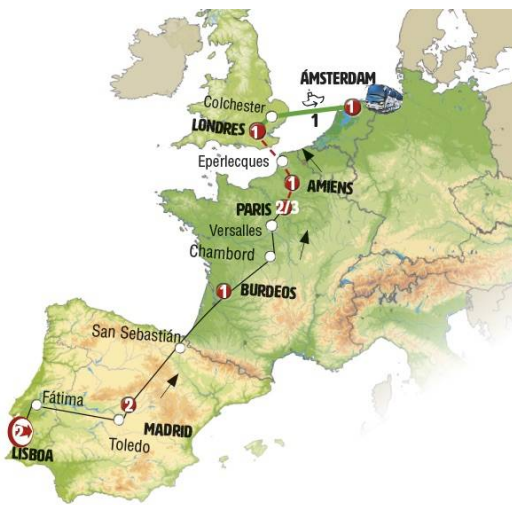 ÁMSTERDAM
Colchester
1
1
LONDRES
1
Eperlecques
1
AMIENS
PARIS 2/3
Versalles
Chambord
1
BURDEOS
San Sebastián
Fátima
2
2
MADRID
Toledo
LISBOA